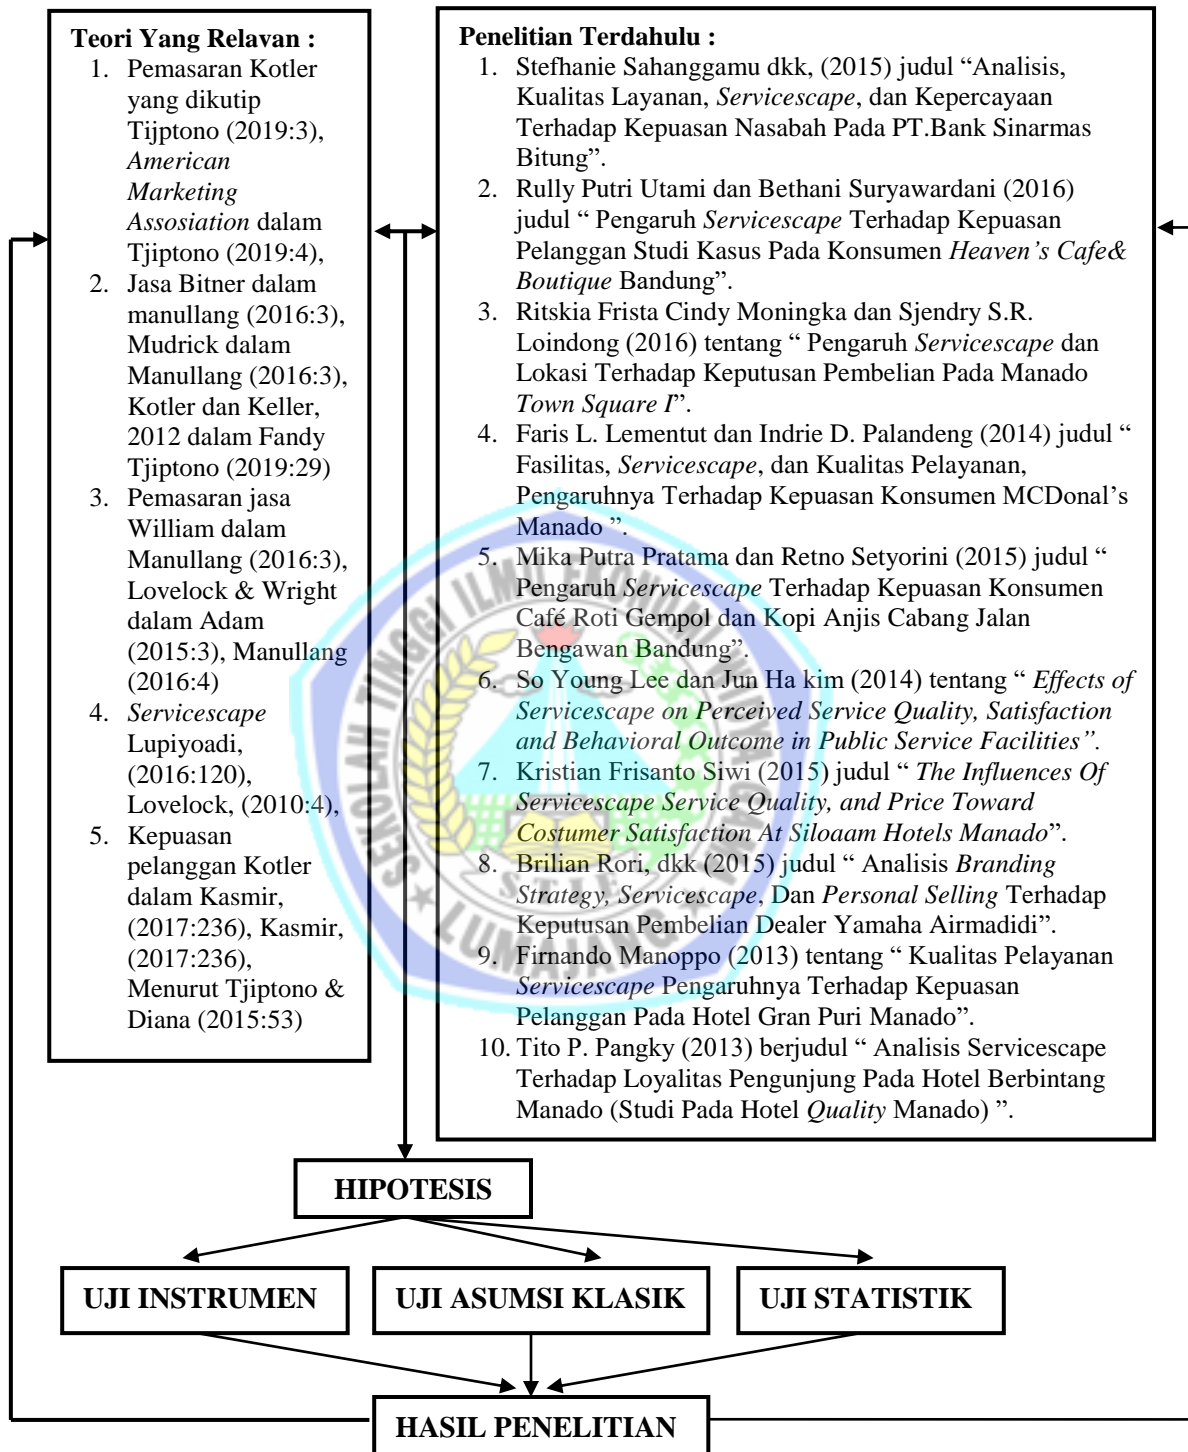 Teori Yang Relavan :
1. Pemasaran Kotler
yang dikutip
Tijptono (2019:3),
American
Marketing
Assosiation dalam
Tjiptono (2019:4),
2. Jasa Bitner dalam
manullang (2016:3),
Mudrick dalam
Manullang (2016:3),
Kotler dan Keller,
2012 dalam Fandy
Tjiptono (2019:29)
3. Pemasaran jasa
William dalam
Manullang (2016:3),
Lovelock & Wright
dalam Adam
(2015:3), Manullang
(2016:4)
4. Servicescape
Lupiyoadi,
(2016:120),
Lovelock, (2010:4),
5. Kepuasan
pelanggan Kotler
dalam Kasmir,
(2017:236), Kasmir,
(2017:236),
Menurut Tjiptono &
Diana (2015:53)
Penelitian Terdahulu :
1. Stefhanie Sahanggamu dkk, (2015) judul “Analisis,
Kualitas Layanan, Servicescape, dan Kepercayaan
Terhadap Kepuasan Nasabah Pada PT.Bank Sinarmas
Bitung”.
2. Rully Putri Utami dan Bethani Suryawardani (2016)
judul “ Pengaruh Servicescape Terhadap Kepuasan
Pelanggan Studi Kasus Pada Konsumen Heaven’s Cafe&
Boutique Bandung”.
3. Ritskia Frista Cindy Moningka dan Sjendry S.R.
Loindong (2016) tentang “ Pengaruh Servicescape dan
Lokasi Terhadap Keputusan Pembelian Pada Manado
Town Square I”.
4. Faris L. Lementut dan Indrie D. Palandeng (2014) judul “
Fasilitas, Servicescape, dan Kualitas Pelayanan,
Pengaruhnya Terhadap Kepuasan Konsumen MCDonal’s
Manado ”.
5. Mika Putra Pratama dan Retno Setyorini (2015) judul “
Pengaruh Servicescape Terhadap Kepuasan Konsumen
Café Roti Gempol dan Kopi Anjis Cabang Jalan
Bengawan Bandung”.
6. So Young Lee dan Jun Ha kim (2014) tentang “ Effects of
Servicescape on Perceived Service Quality, Satisfaction
and Behavioral Outcome in Public Service Facilities”.
7. Kristian Frisanto Siwi (2015) judul “ The Influences Of
Servicescape Service Quality, and Price Toward
Costumer Satisfaction At Siloaam Hotels Manado”.
8. Brilian Rori, dkk (2015) judul “ Analisis Branding
Strategy, Servicescape, Dan Personal Selling Terhadap
Keputusan Pembelian Dealer Yamaha Airmadidi”.
9. Firnando Manoppo (2013) tentang “ Kualitas Pelayanan
Servicescape Pengaruhnya Terhadap Kepuasan
Pelanggan Pada Hotel Gran Puri Manado”.
10. Tito P. Pangky (2013) berjudul “ Analisis Servicescape
Terhadap Loyalitas Pengunjung Pada Hotel Berbintang
Manado (Studi Pada Hotel Quality Manado) ”.
SEKOLAH TINGGI ILMU EKONOMI WIDYA GAMA
S T I E
LUMAJANG
HIPOTESIS
UJI INSTRUMEN
UJI ASUMSI KLASIK
UJI STATISTIK
HASIL PENELITIAN